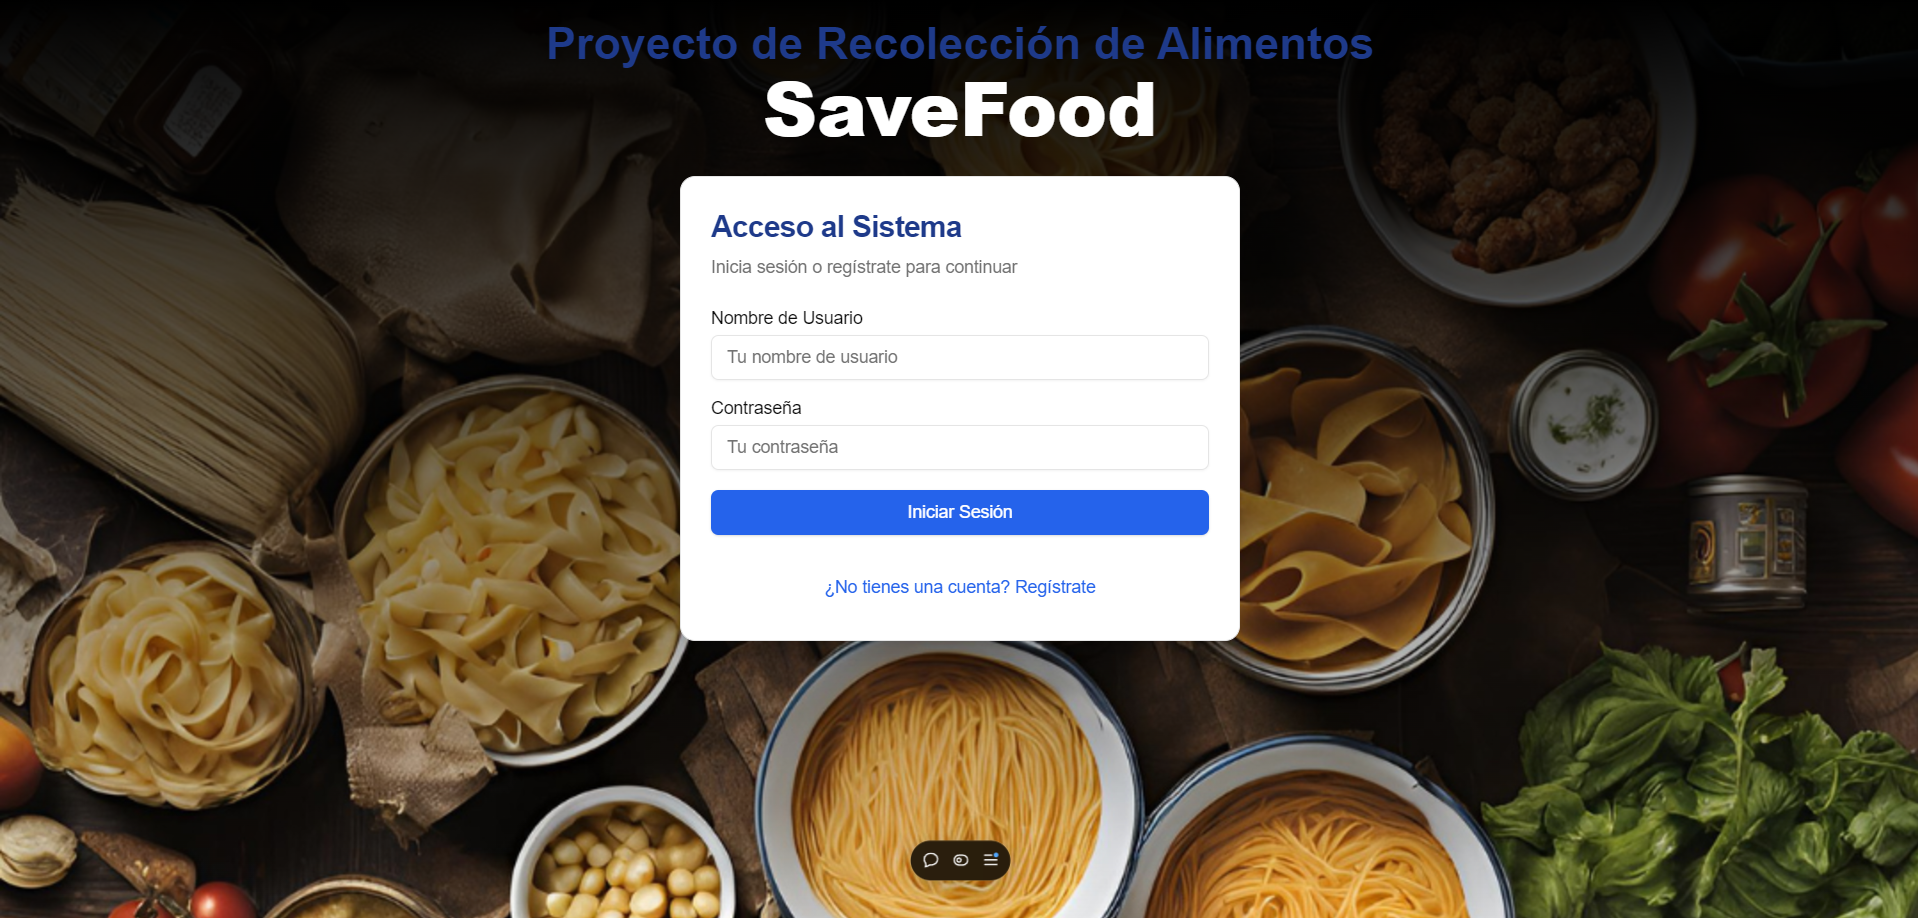 Proyecto de Recolección de Alimentos
SaveFood
Acceso al Sistema
Inicia sesión o regístrate para continuar
Nombre de Usuario
Tu nombre de usuario
Contraseña
Tu contraseña
Iniciar Sesión
¿No tienes una cuenta? Regístrate